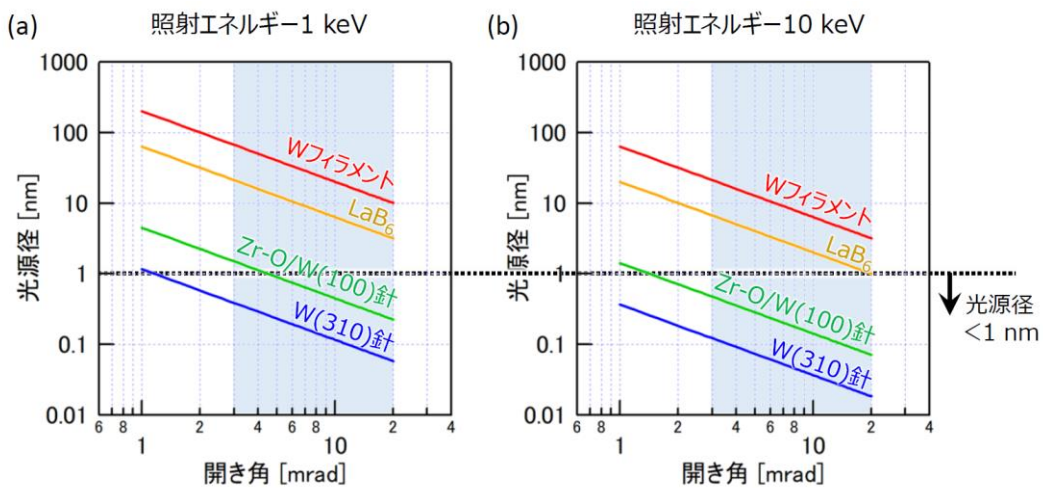 (a)
照射エネルギー1 keV
1000
100
10
1
0.1
0.01
光源径 [nm]
Wフィラメント
LaB₆
Zr-O/W(100)針
W(310)針
6 8 2 4 6 8 2 4
1 10
開き角 [mrad]
(b)
照射エネルギー10 keV
1000
100
10
1
0.1
0.01
光源径 [nm]
Wフィラメント
LaB₆
Zr-O/W(100)針
W(310)針
6 8 2 4 6 8 2 4
1 10
開き角 [mrad]
光源径
<1 nm